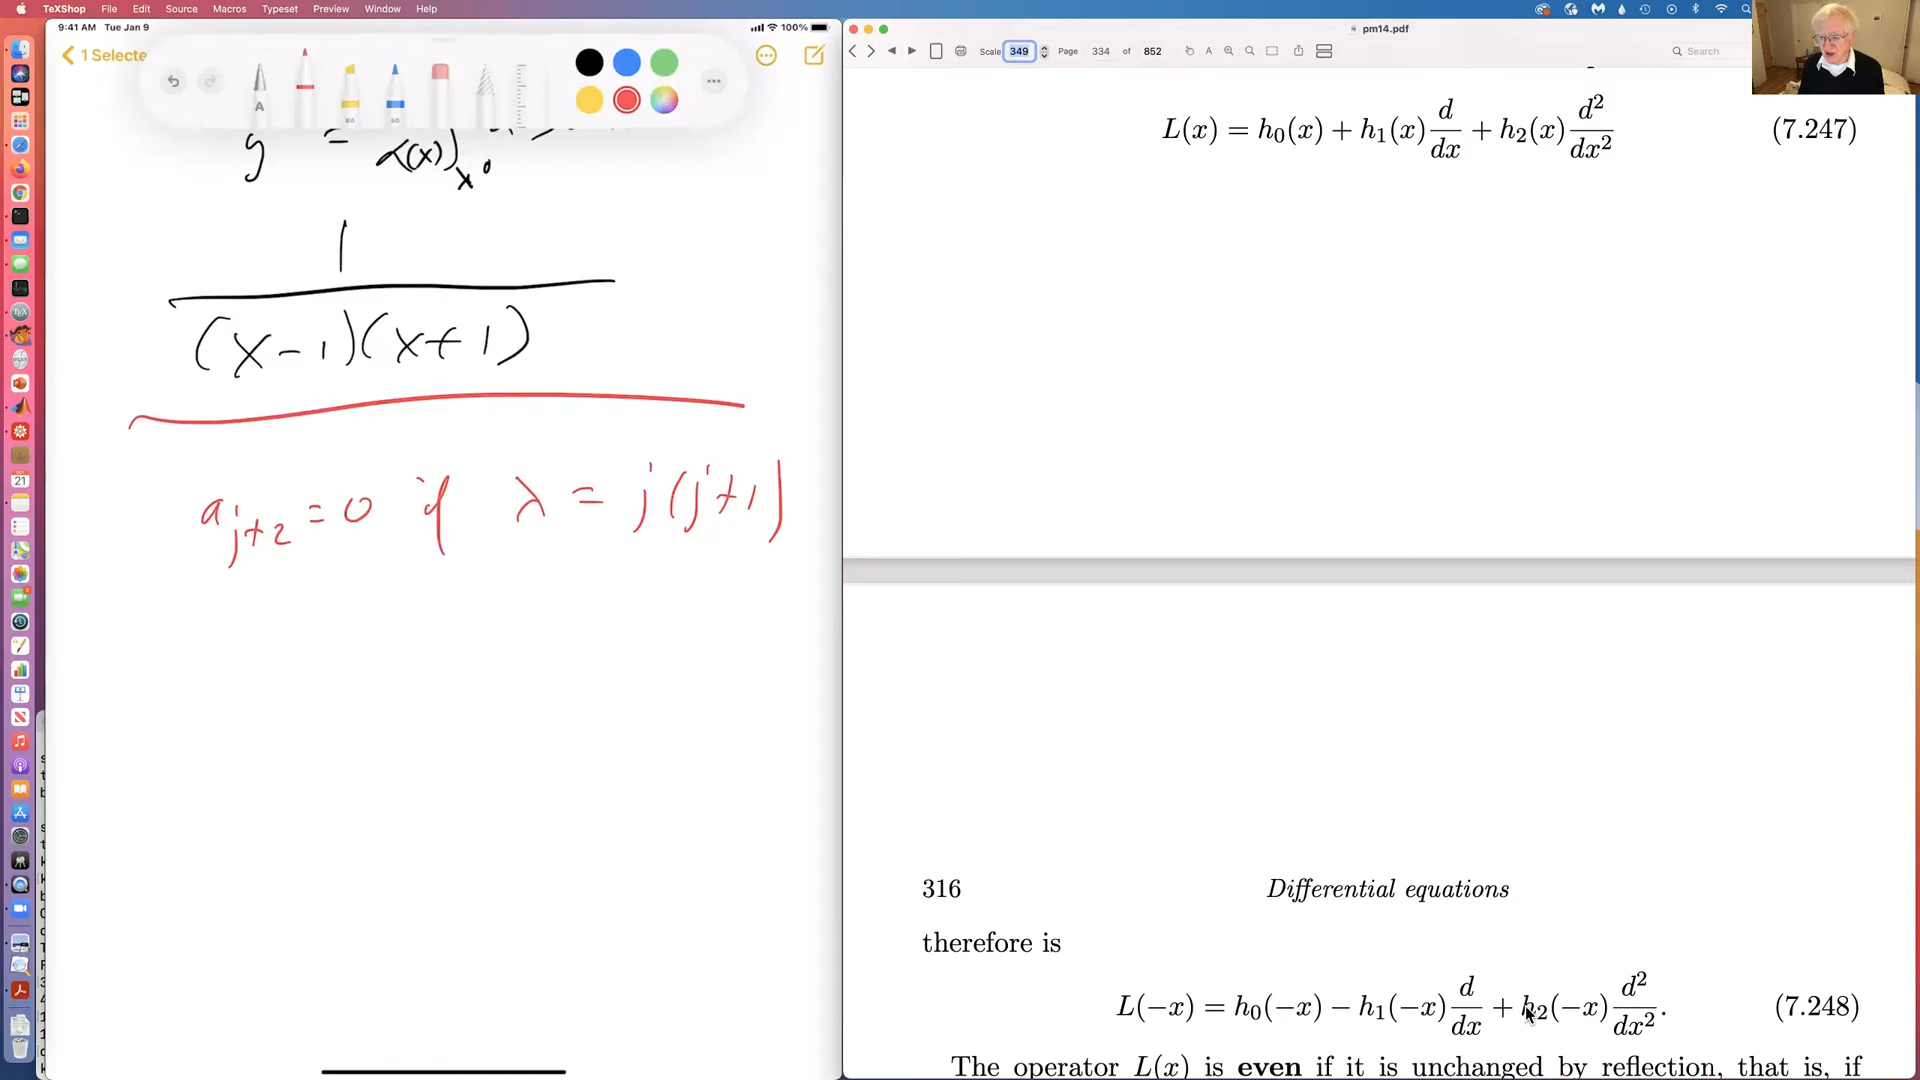 TeXShop File Edit Source Macros Typeset Preview Window Help
9:41 AM Tue Jan 9
100%
1 Selecte
y = α(x))x⁰
1
(x-1)(x+1)
a_{j+2} = 0 if λ = j(j+1)
pm14.pdf
Scale 349 Page 334 of 852
Search
L(x) = h₀(x) + h₁(x) d/dx + h₂(x) d²/dx² (7.247)
316 Differential equations
therefore is
L(−x) = h₀(−x) − h₁(−x) d/dx + h₂(−x) d²/dx². (7.248)
The operator L(x) is even if it is unchanged by reflection, that is, if